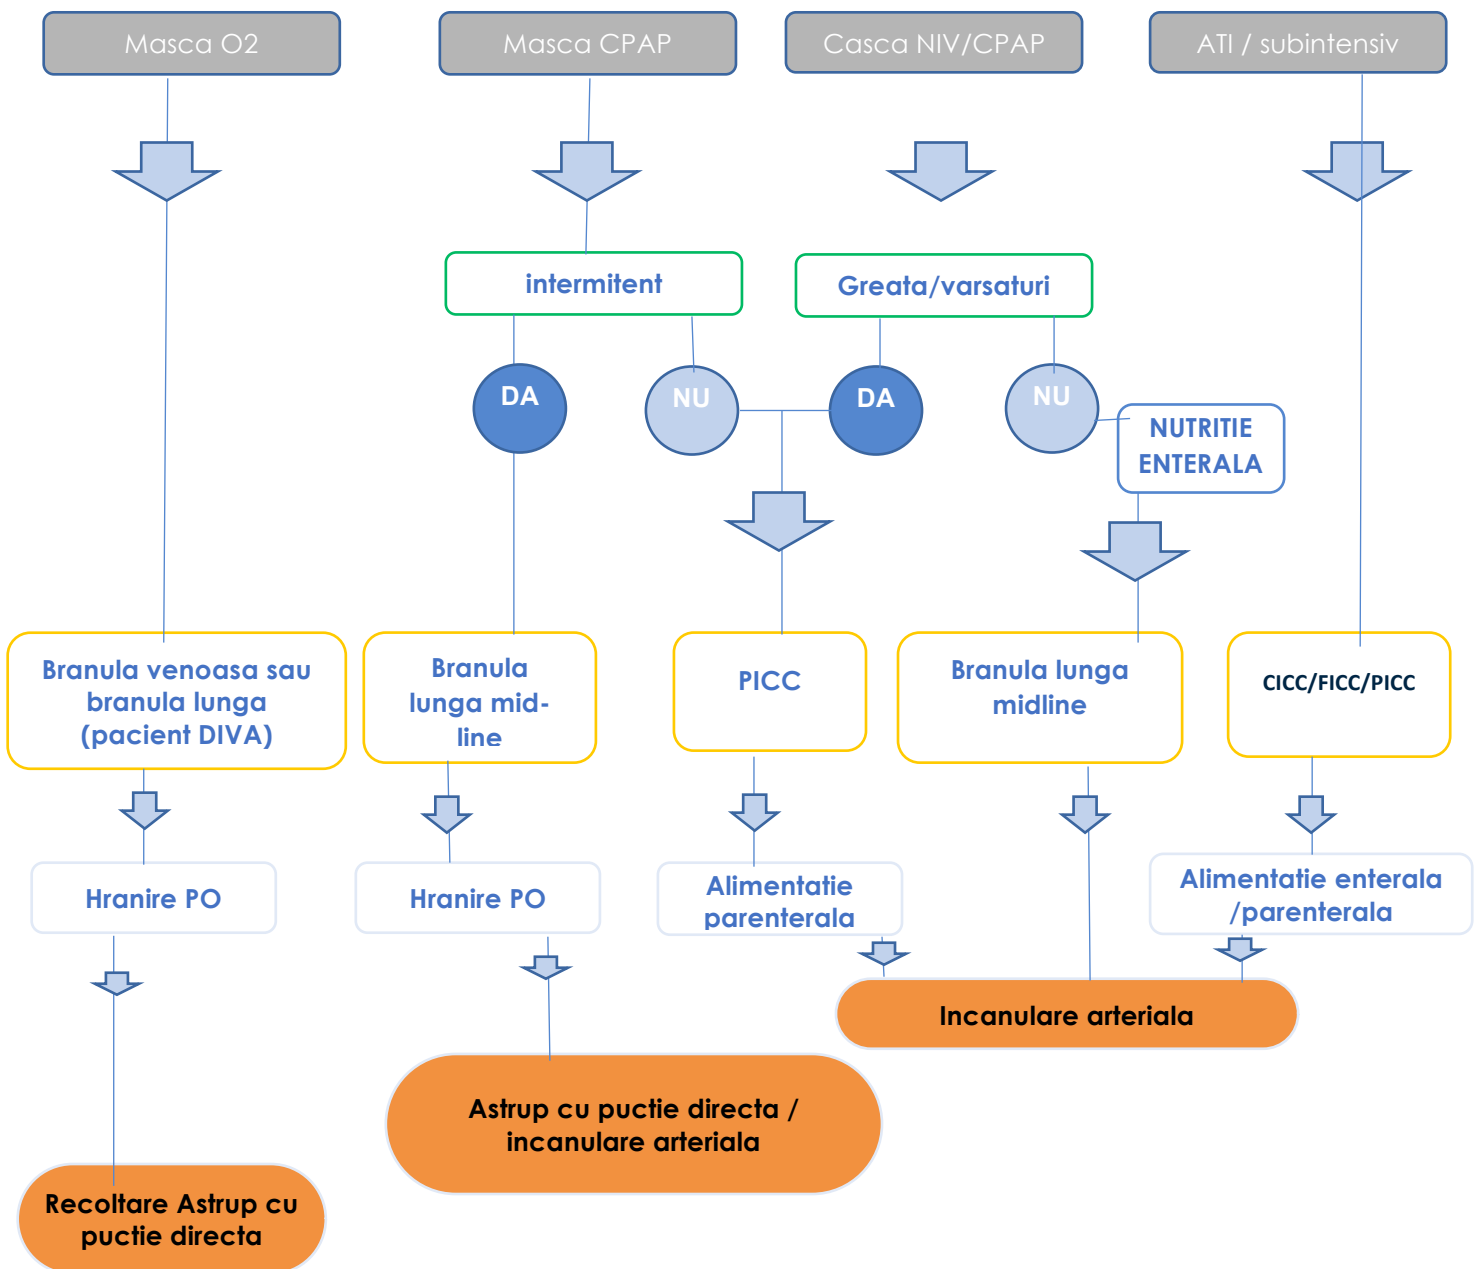 Masca O2
Masca CPAP
Casca NIV/CPAP
ATI / subintensiv
intermitent
Greata/varsaturi
DA
NU
DA
NU
NUTRITIE
ENTERALA
Branula venoasa sau
branula lunga
(pacient DIVA)
Branula
lunga mid-
line
PICC
Branula lunga
midline
CICC/FICC/PICC
Hranire PO
Hranire PO
Alimentatie
parenterala
Alimentatie enterala
/parenterala
Incanulare arteriala
Astrup cu puctie directa /
incanulare arteriala
Recoltare Astrup cu
puctie directa